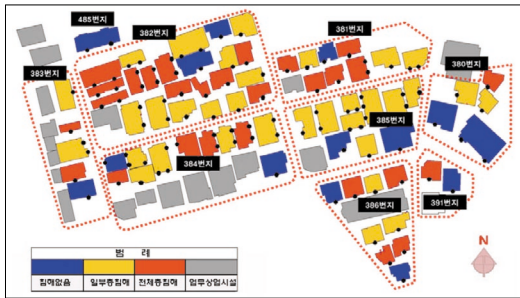 485번지
382번지
381번지
383번지
380번지
385번지
384번지
386번지
391번지
범 례
침해없음
일부층침해
전체층침해
업무상업시설
N